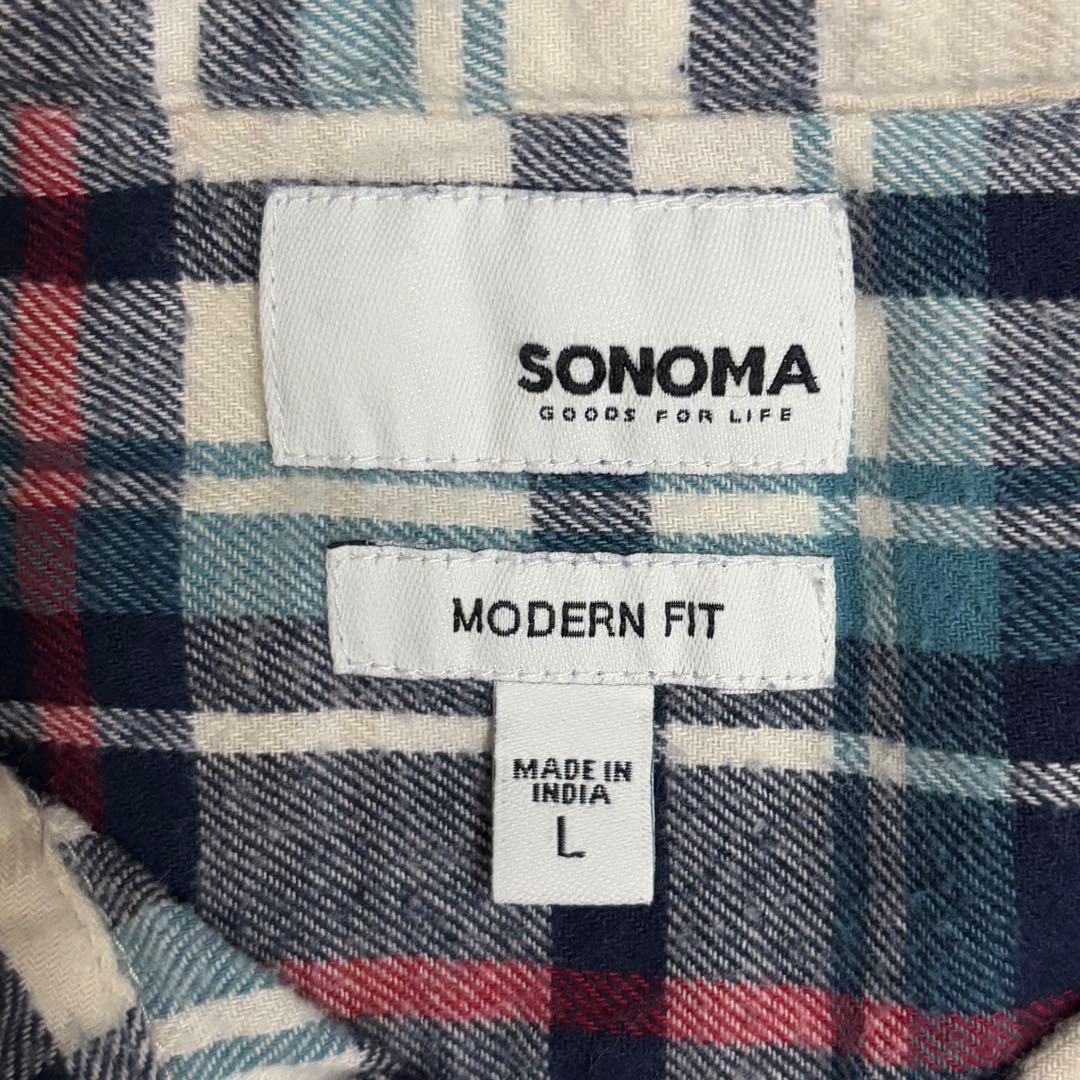 SONOMA
GOODS FOR LIFE
MODERN FIT
MADE IN
INDIA
L